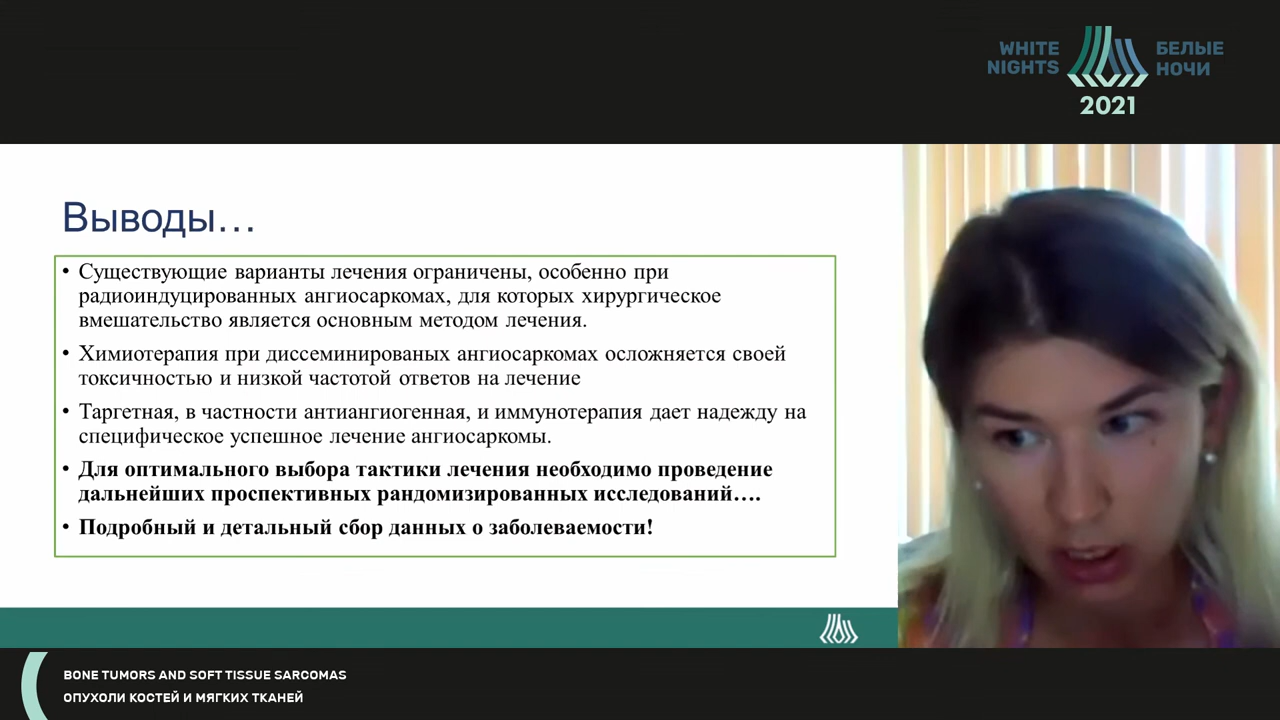 WHITE
NIGHTS
БЕЛЫЕ
НОЧИ
2021
Выводы…
• Существующие варианты лечения ограничены, особенно при
радиоиндуцированных ангиосаркомах, для которых хирургическое
вмешательство является основным методом лечения.
• Химиотерапия при диссеминированых ангиосаркомах осложняется своей
токсичностью и низкой частотой ответов на лечение
• Таргетная, в частности антиангиогенная, и иммунотерапия дает надежду на
специфическое успешное лечение ангиосаркомы.
• Для оптимального выбора тактики лечения необходимо проведение
дальнейших проспективных рандомизированных исследований….
• Подробный и детальный сбор данных о заболеваемости!
BONE TUMORS AND SOFT TISSUE SARCOMAS
ОПУХОЛИ КОСТЕЙ И МЯГКИХ ТКАНЕЙ